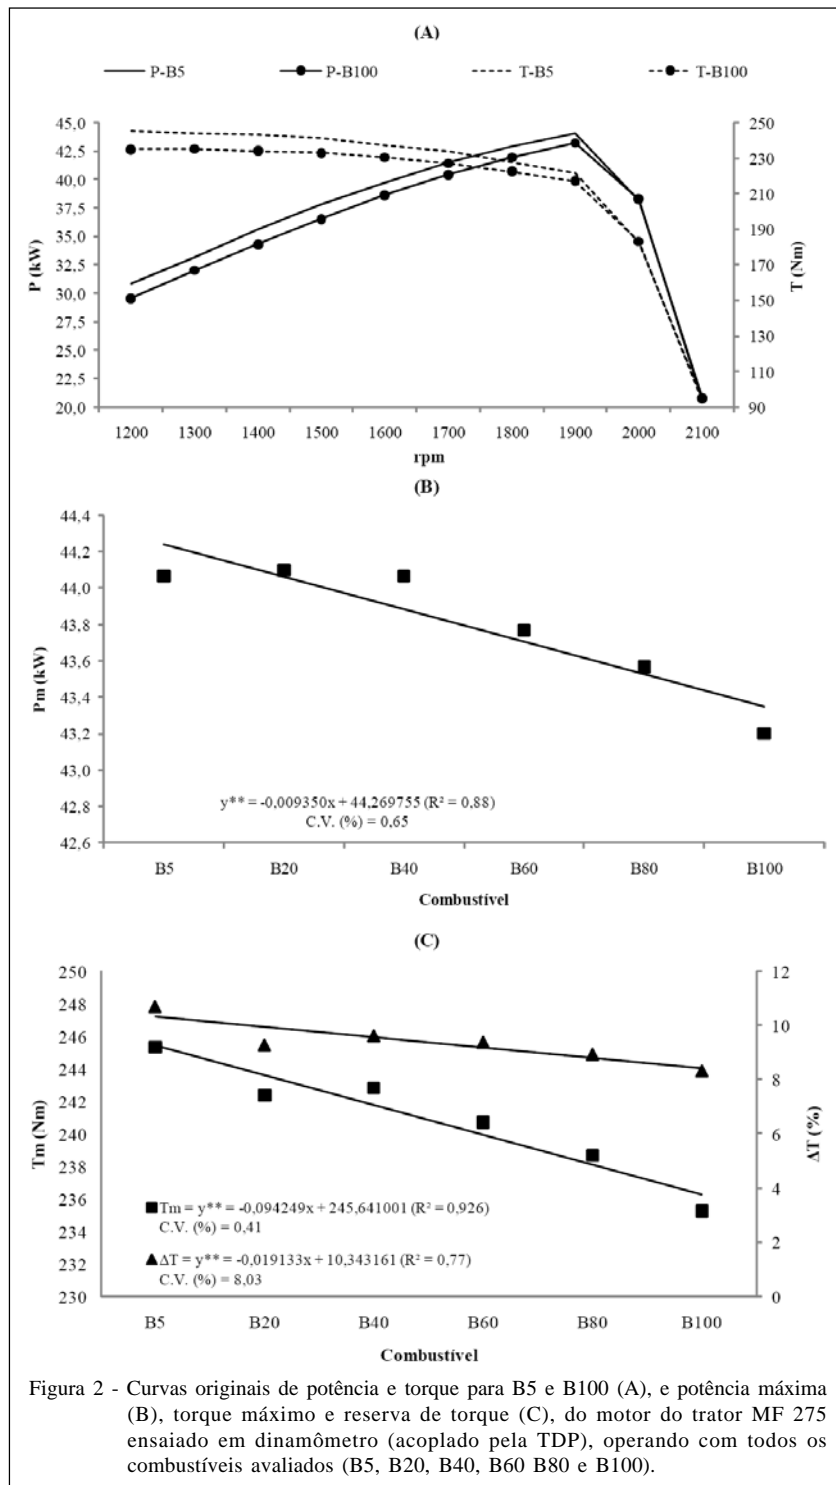 (A)
P-B5 P-B100 T-B5 T-B100
45,0
42,5
40,0
37,5
35,0
32,5
30,0
27,5
25,0
22,5
20,0
P (kW)
250
230
210
190
170
150
130
110
90
T (Nm)
1200 1300 1400 1500 1600 1700 1800 1900 2000 2100
rpm
(B)
44,4
44,2
44,0
43,8
43,6
43,4
43,2
43,0
42,8
42,6
Pm (kW)
y** = -0,009350x + 44,269755 (R² = 0,88)
C.V. (%) = 0,65
B5 B20 B40 B60 B80 B100
Combustível
(C)
250
248
246
244
242
240
238
235
234
232
230
Tm (Nm)
12
10
8
6
4
2
0
ΔT (%)
Tm = y** = -0,094249x + 245,641001 (R² = 0,926)
C.V. (%) = 0,41
ΔT = y** = -0,019133x + 10,343161 (R² = 0,77)
C.V. (%) = 8,03
B5 B20 B40 B60 B80 B100
Combustível
Figura 2 - Curvas originais de potência e torque para B5 e B100 (A), e potência máxima
(B), torque máximo e reserva de torque (C), do motor do trator MF 275
ensaiado em dinamômetro (acoplado pela TDP), operando com todos os
combustíveis avaliados (B5, B20, B40, B60 B80 e B100).